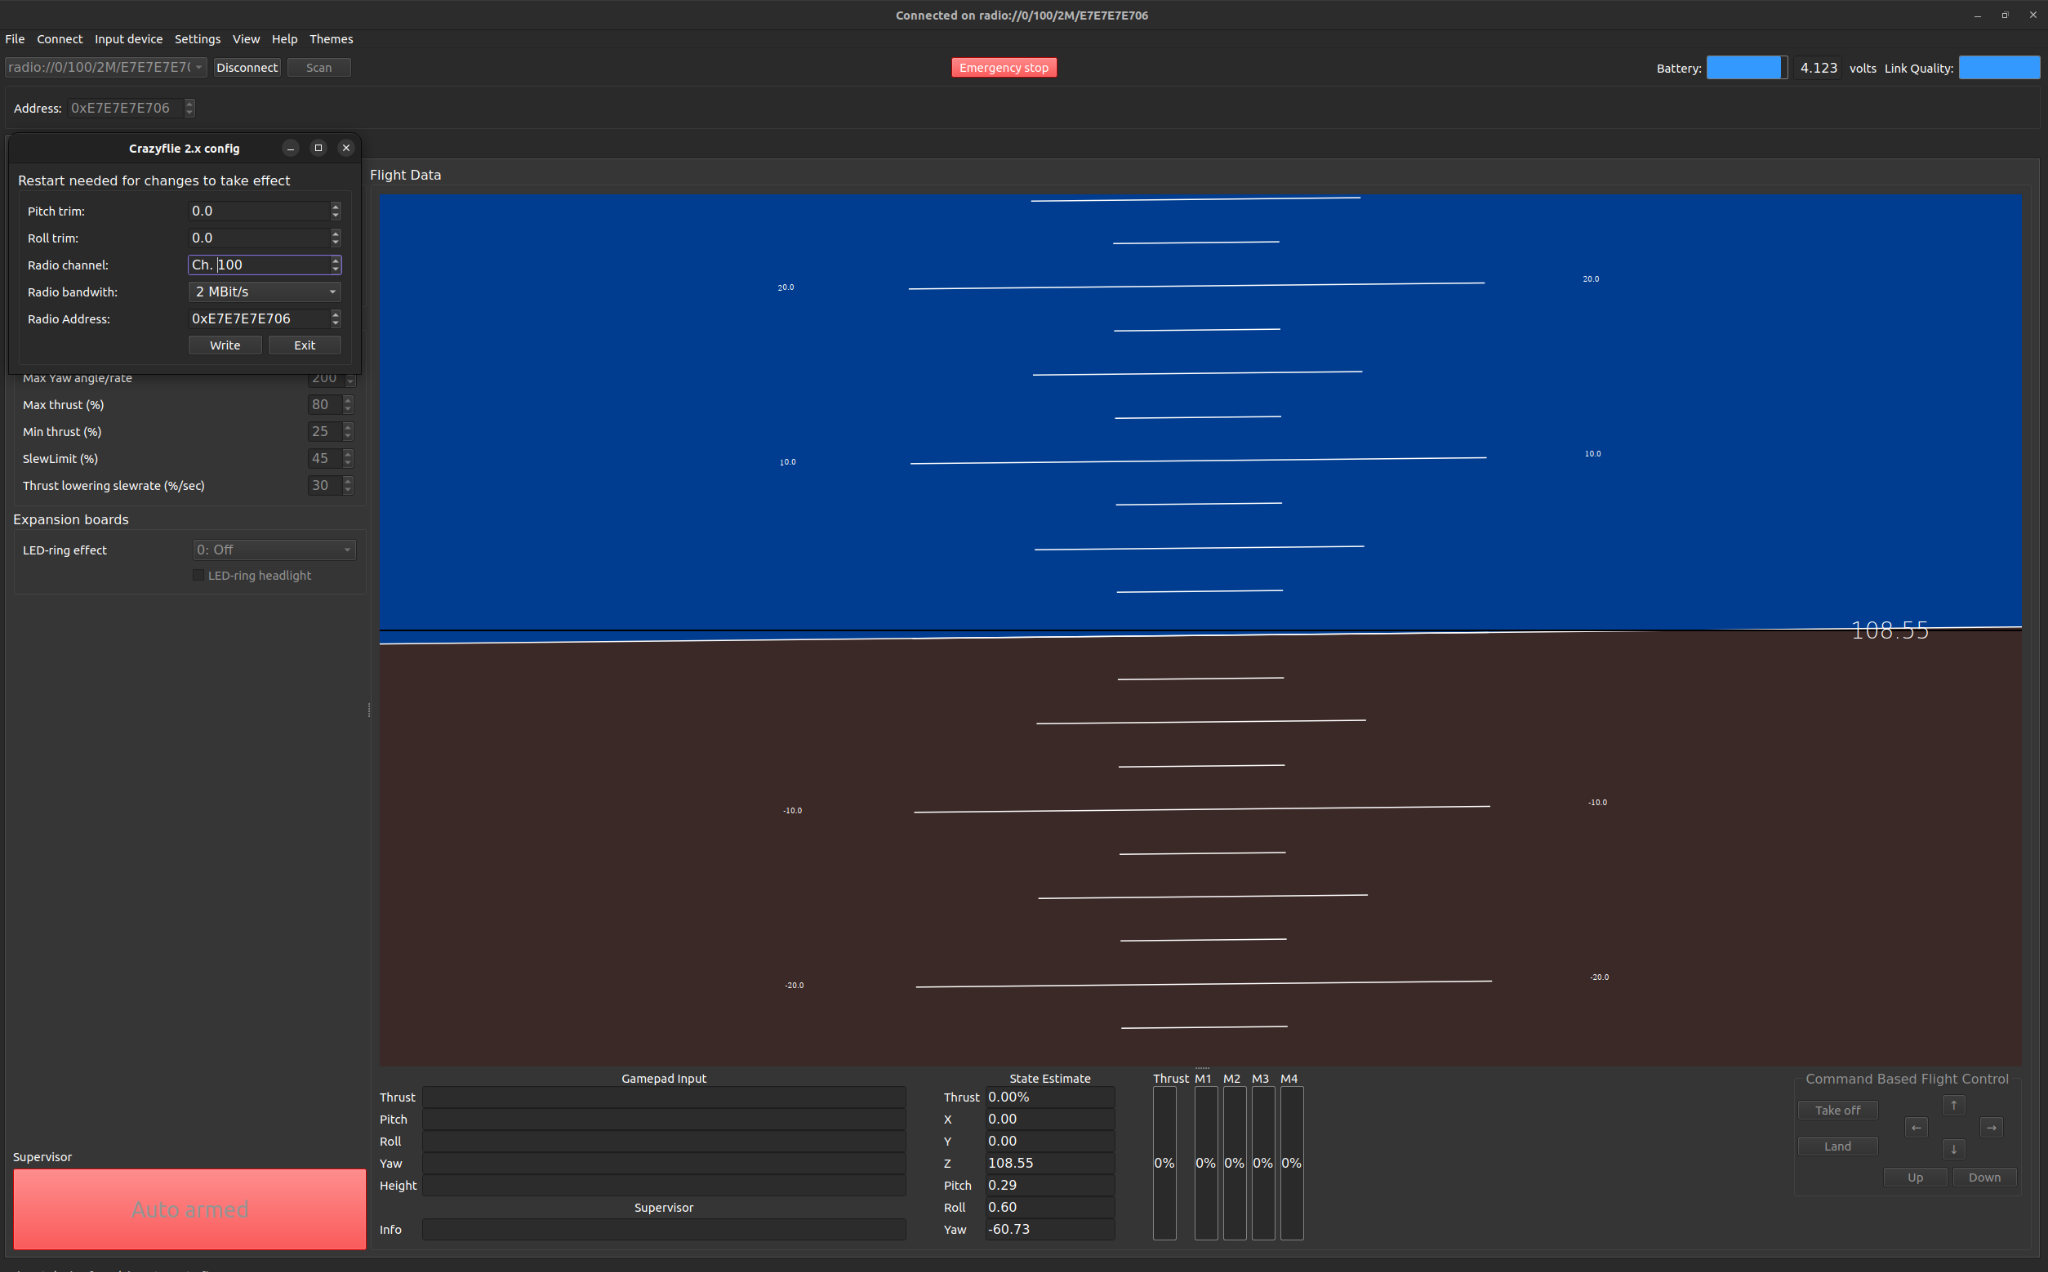 Connected on radio://0/100/2M/E7E7E7E706
File Connect Input device Settings View Help Themes
radio://0/100/2M/E7E7E7E70 Disconnect Scan Emergency stop Battery: 4.123 volts Link Quality:
Address: 0xE7E7E7E706
Crazyflie 2.x config
Restart needed for changes to take effect
Pitch trim: 0.0
Roll trim: 0.0
Radio channel: Ch. 100
Radio bandwith: 2 MBit/s
Radio Address: 0xE7E7E7E706
Write Exit
Max Yaw angle/rate 200
Max thrust (%) 80
Min thrust (%) 25
SlewLimit (%) 45
Thrust lowering slewrate (%/sec) 30
Expansion boards
LED-ring effect 0: Off
LED-ring headlight
Supervisor
Auto armed
Flight Data
20.0 20.0
10.0 10.0
108.55
-10.0 -10.0
-20.0 -20.0
Gamepad Input
Thrust
Pitch
Roll
Yaw
Height
Supervisor
Info
State Estimate
Thrust 0.00%
X 0.00
Y 0.00
Z 108.55
Pitch 0.29
Roll 0.60
Yaw -60.73
Thrust M1 M2 M3 M4
0% 0% 0% 0% 0%
Command Based Flight Control
Take off ↑
← →
Land ↓
Up Down